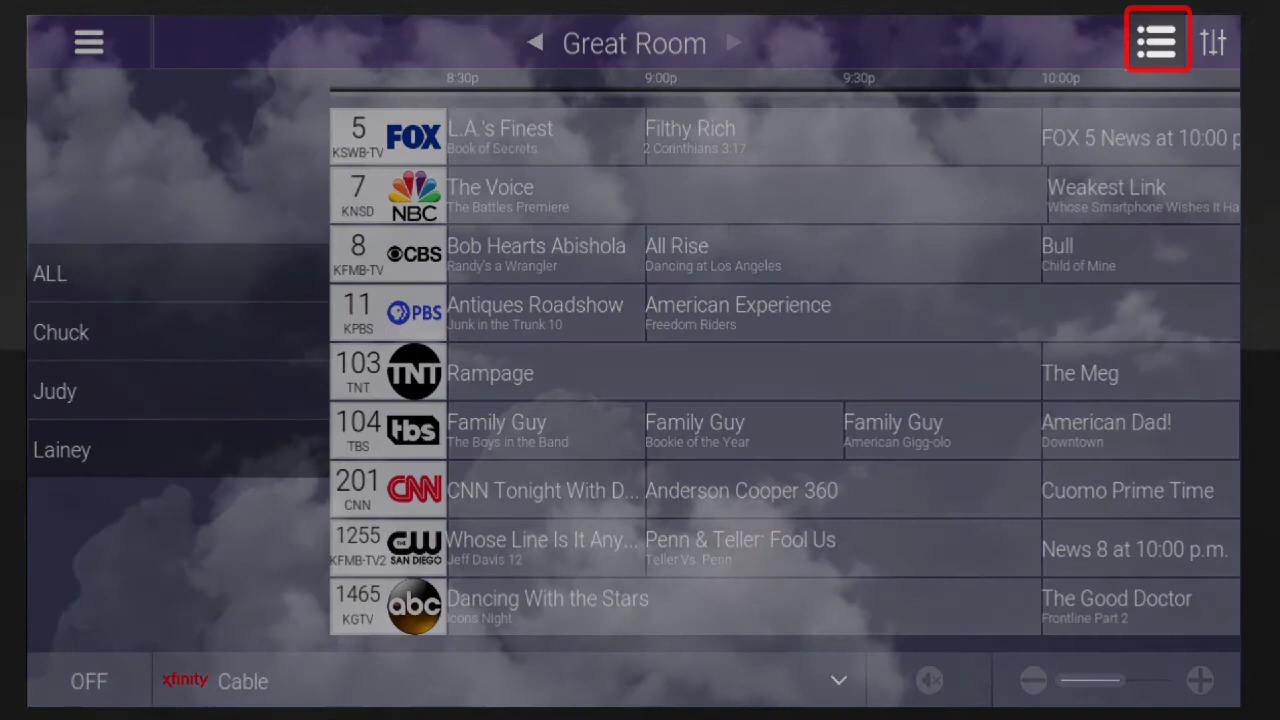 Great Room
8:30p 9:00p 9:30p 10:00p
5 KSWB-TV FOX
L.A.'s Finest
Book of Secrets
Filthy Rich
2 Corinthians 3:17
FOX 5 News at 10:00 p
7 KNSD NBC
The Voice
The Battles Premiere
Weakest Link
Whose Smartphone Wishes It Ha
8 KFMB-TV CBS
Bob Hearts Abishola
Randy's a Wrangler
All Rise
Dancing at Los Angeles
Bull
Child of Mine
11 KPBS PBS
Antiques Roadshow
Junk in the Trunk 10
American Experience
Freedom Riders
103 TNT TNT
Rampage
The Meg
104 TBS tbs
Family Guy
The Boys in the Band
Family Guy
Bookie of the Year
Family Guy
American Gigg-olo
American Dad!
Downtown
201 CNN CNN
CNN Tonight With D...
Anderson Cooper 360
Cuomo Prime Time
1255 KFMB-TV2 THE CW SAN DIEGO
Whose Line Is It Any...
Jeff Davis 12
Penn & Teller: Fool Us
Teller Vs. Penn
News 8 at 10:00 p.m.
1465 KGTV abc
Dancing With the Stars
Icons Night
The Good Doctor
Frontline Part 2
ALL
Chuck
Judy
Lainey
OFF
xfinity Cable